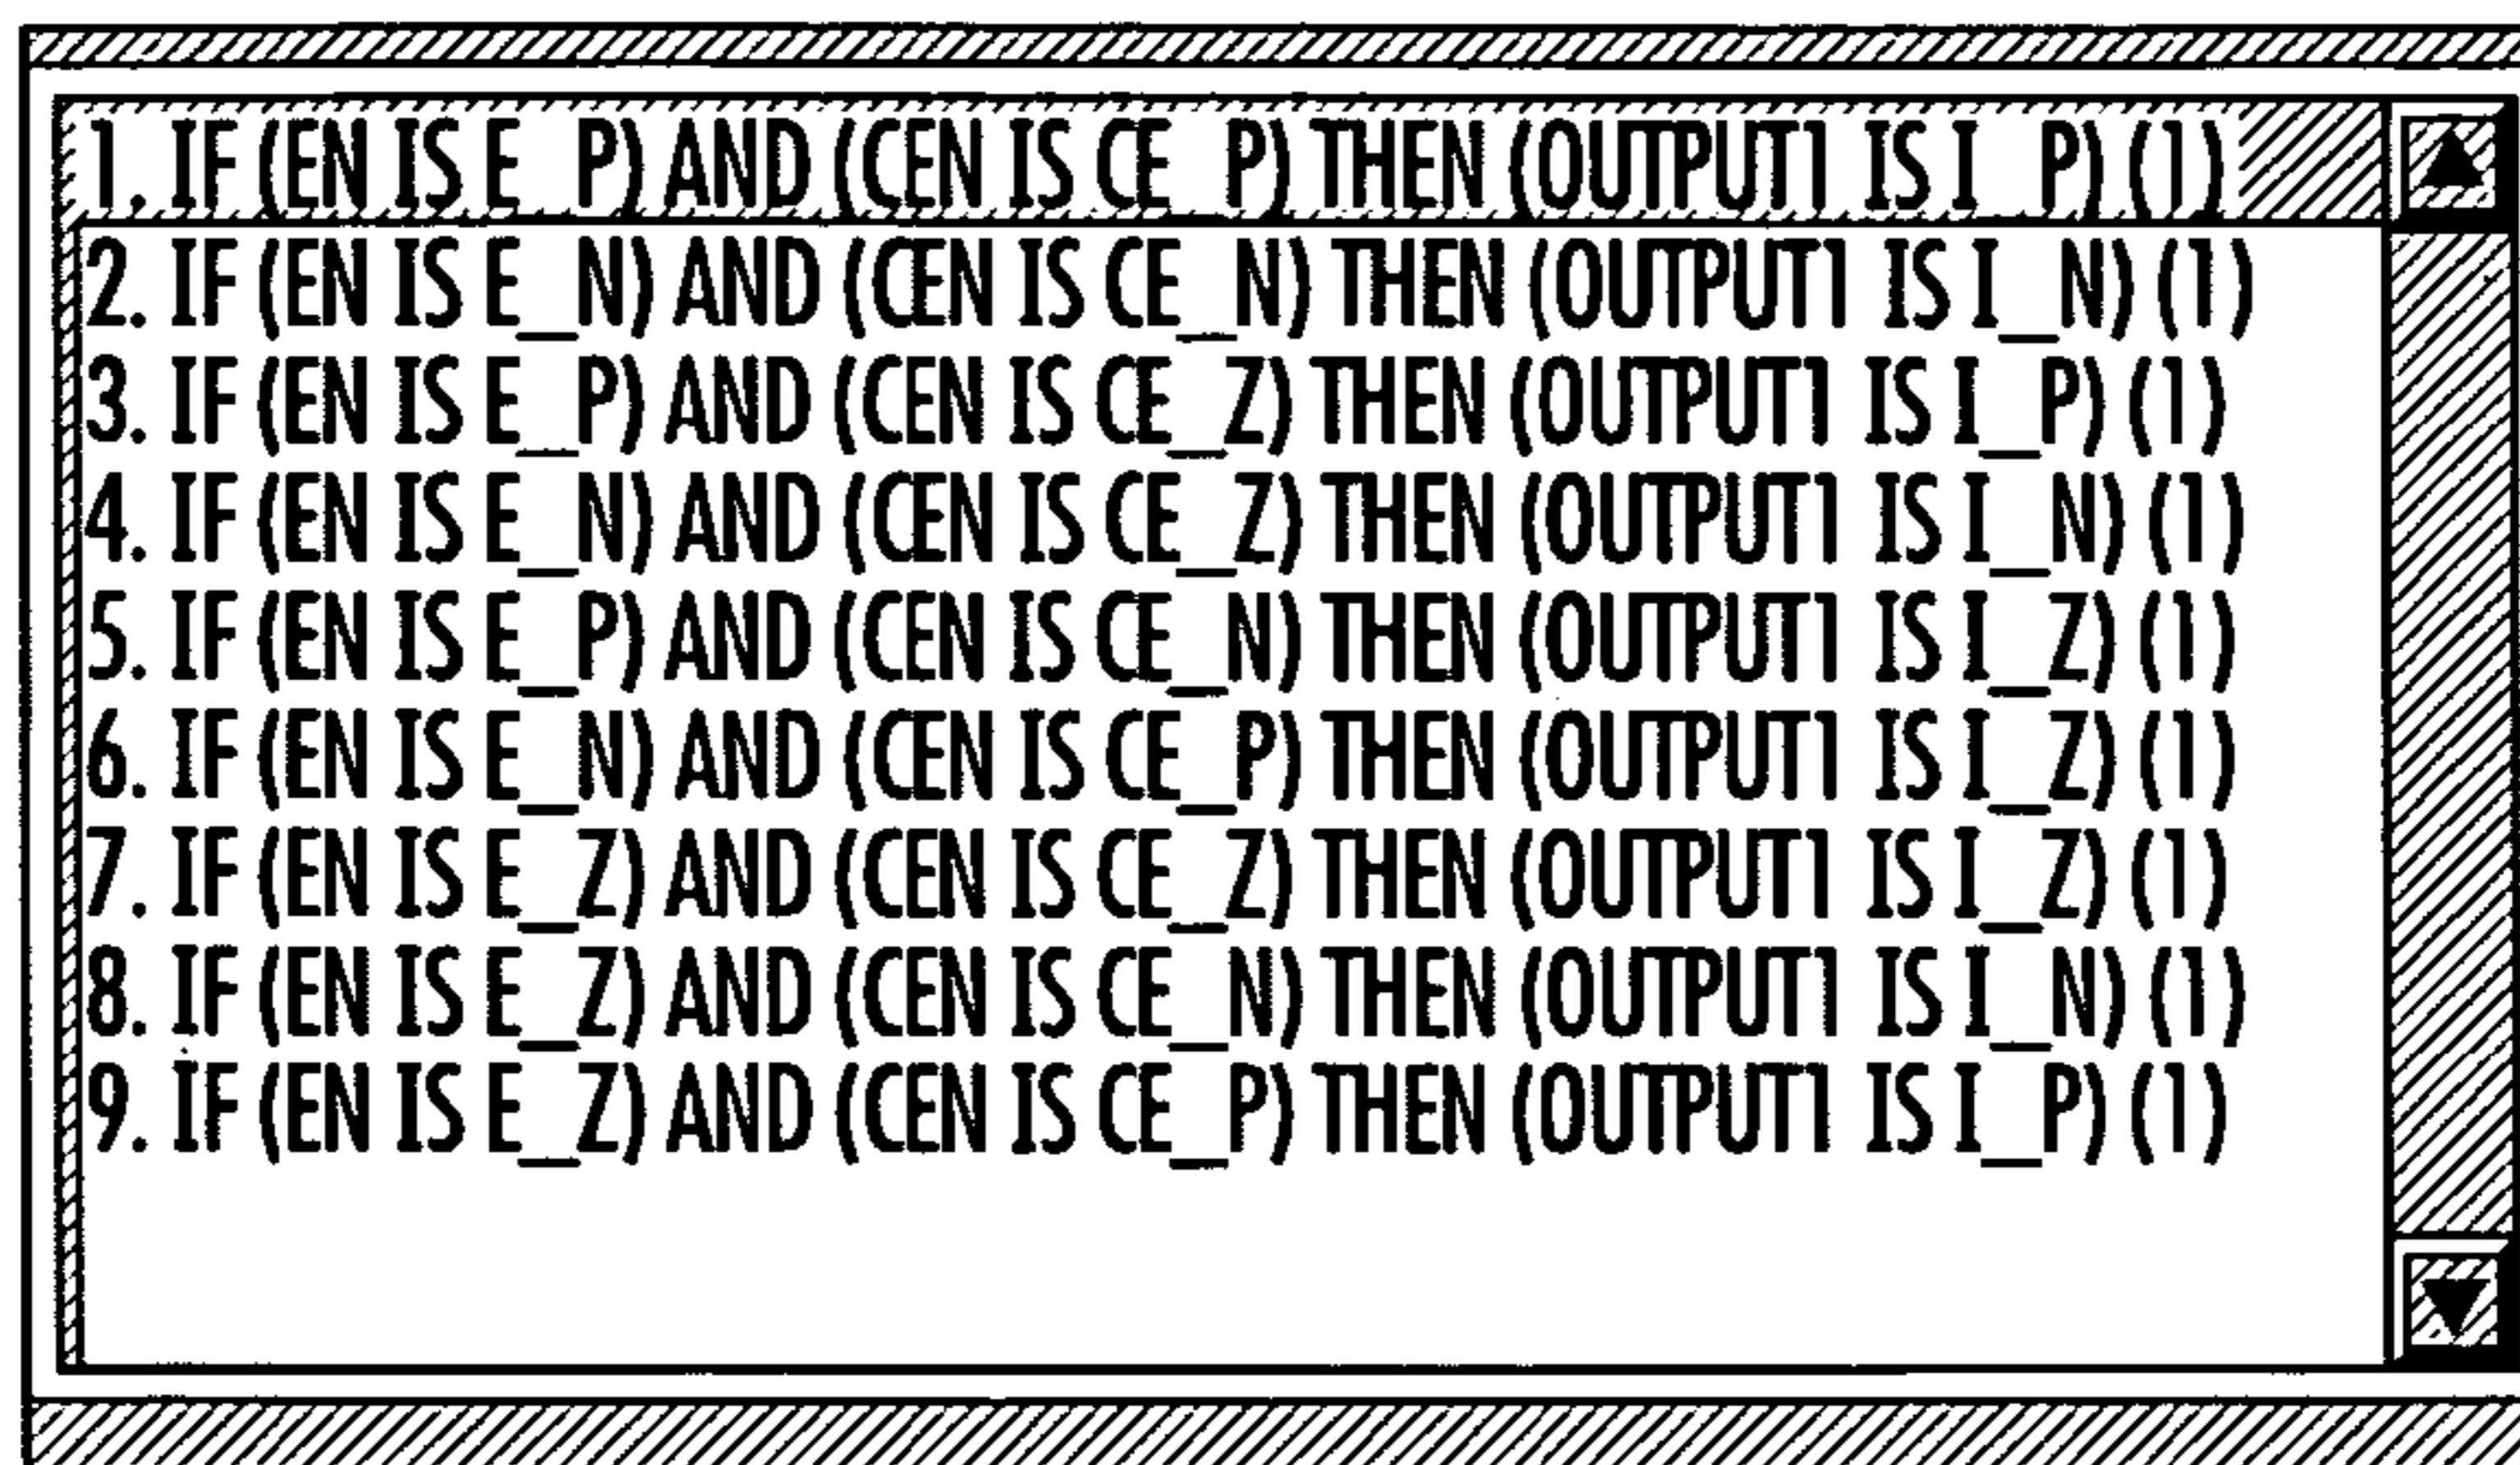 1. IF (EN IS E_P) AND (CEN IS CE_P) THEN (OUTPUT1 IS I_P) (1)
2. IF (EN IS E_N) AND (CEN IS CE_N) THEN (OUTPUT1 IS I_N) (1)
3. IF (EN IS E_P) AND (CEN IS CE_Z) THEN (OUTPUT1 IS I_P) (1)
4. IF (EN IS E_N) AND (CEN IS CE_Z) THEN (OUTPUT1 IS I_N) (1)
5. IF (EN IS E_P) AND (CEN IS CE_N) THEN (OUTPUT1 IS I_Z) (1)
6. IF (EN IS E_N) AND (CEN IS CE_P) THEN (OUTPUT1 IS I_Z) (1)
7. IF (EN IS E_Z) AND (CEN IS CE_Z) THEN (OUTPUT1 IS I_Z) (1)
8. IF (EN IS E_Z) AND (CEN IS CE_N) THEN (OUTPUT1 IS I_N) (1)
9. IF (EN IS E_Z) AND (CEN IS CE_P) THEN (OUTPUT1 IS I_P) (1)